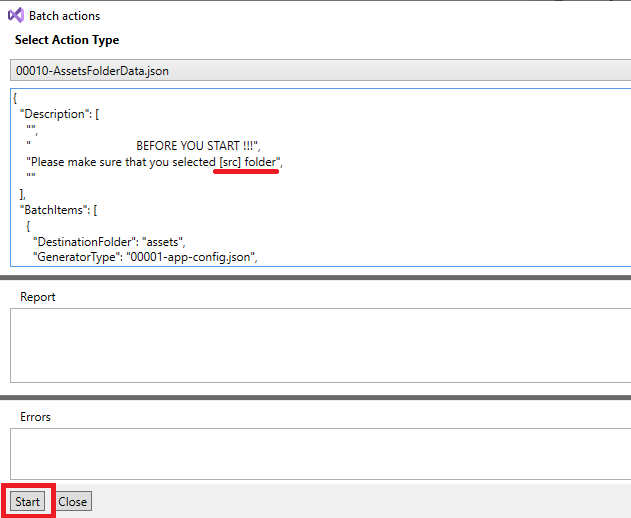 Batch actions
Select Action Type
00010-AssetsFolderData.json
{
"Description": [
"",
" BEFORE YOU START !!!",
"Please make sure that you selected [src] folder",
""
],
"BatchItems": [
{
"DestinationFolder": "assets",
"GeneratorType": "00001-app-config.json",
Report
Errors
Start Close